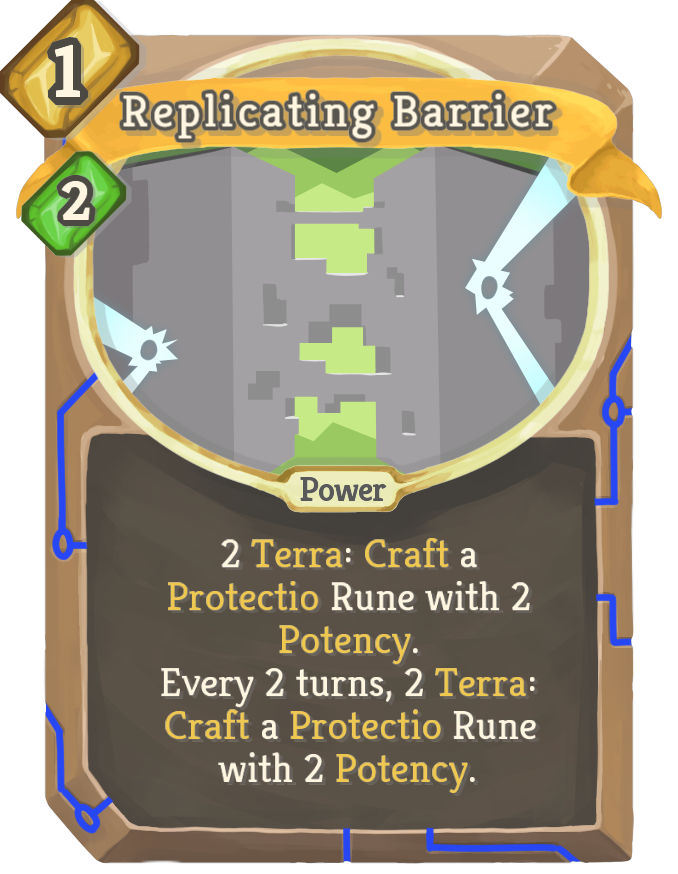 1
Replicating Barrier
2
Power
2 Terra: Craft a
Protectio Rune with 2
Potency.
Every 2 turns, 2 Terra:
Craft a Protectio Rune
with 2 Potency.